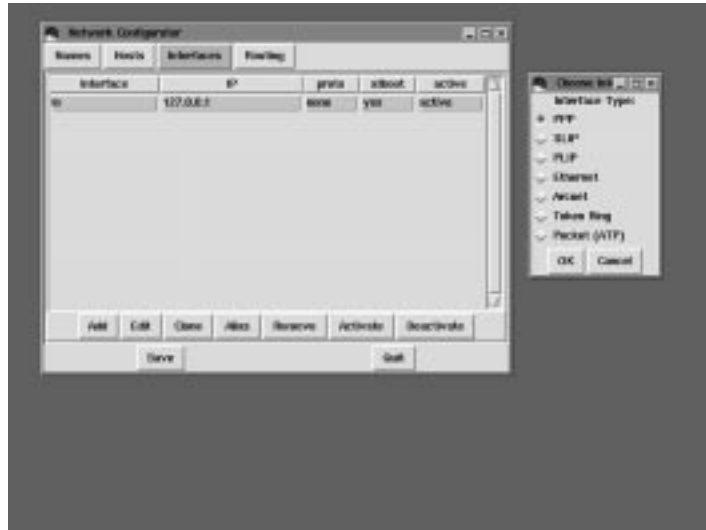 Network Configurator
Names Hosts Interfaces Routing
Interface IP proto atboot active
lo 127.0.0.1 none yes active
Add Edit Clone Alias Remove Activate Deactivate
Save Quit
Choose
Interface Type:
PPP
SLIP
PLIP
Ethernet
Arcnet
Token Ring
Pocket (ATP)
OK Cancel